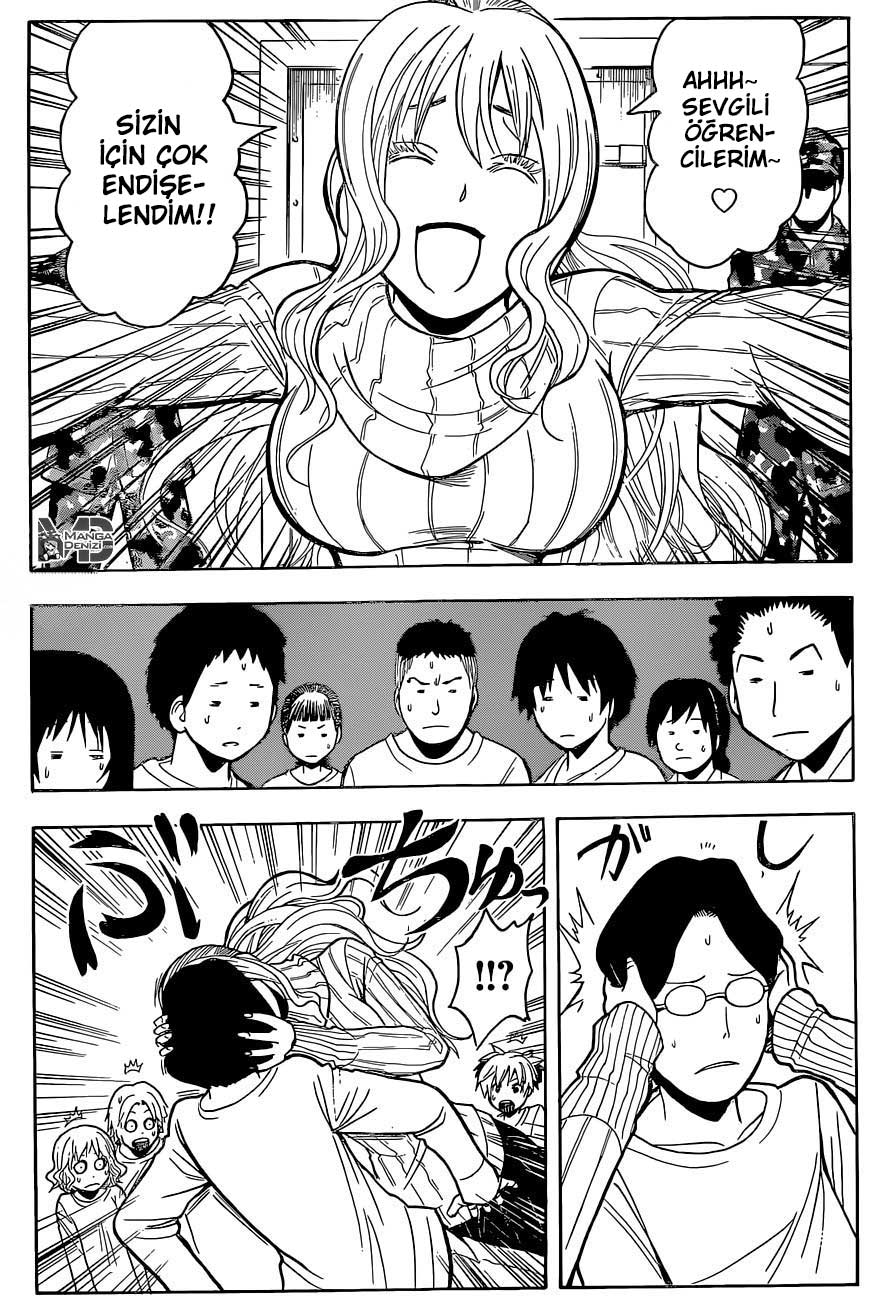 AHHH~
SEVGİLİ
ÖĞREN-
CİLERİM~
♡
SİZİN
İÇİN ÇOK
ENDİŞE-
LENDİM!!
MANGA
DENİZİ.com
がし
ぶちゅっ
!!?